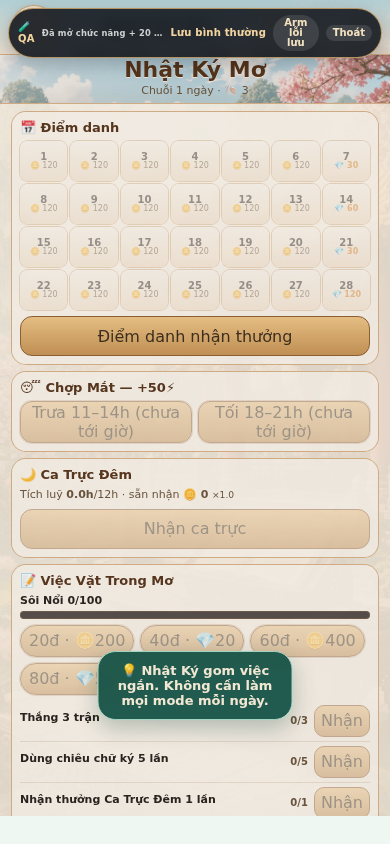 🧪 QA
Đã mở chức năng + 20 ...
Lưu bình thường
Arm lỗi lưu
Thoát
Nhật Ký Mơ
Chuỗi 1 ngày · 🐚 3
📅 Điểm danh
1 2 3 4 5 6 7
🪙 120 🪙 120 🪙 120 🪙 120 🪙 120 🪙 120 💎 30
8 9 10 11 12 13 14
🪙 120 🪙 120 🪙 120 🪙 120 🪙 120 🪙 120 💎 60
15 16 17 18 19 20 21
🪙 120 🪙 120 🪙 120 🪙 120 🪙 120 🪙 120 💎 30
22 23 24 25 26 27 28
🪙 120 🪙 120 🪙 120 🪙 120 🪙 120 🪙 120 💎 120
Điểm danh nhận thưởng
😴 Chợp Mắt — +50⚡
Trưa 11–14h (chưa
tới giờ)
Tối 18–21h (chưa
tới giờ)
🌙 Ca Trực Đêm
Tích luỹ 0.0h/12h · sẵn nhận 🪙 0 ×1.0
Nhận ca trực
📝 Việc Vặt Trong Mơ
Sôi Nổi 0/100
20đ · 🪙200
40đ · 💎20
60đ · 🪙400
80đ · 💎
💡 Nhật Ký gom việc
ngắn. Không cần làm
mọi mode mỗi ngày.
Thắng 3 trận 0/3 Nhận
Dùng chiêu chữ ký 5 lần 0/5 Nhận
Nhận thưởng Ca Trực Đêm 1 lần 0/1 Nhận